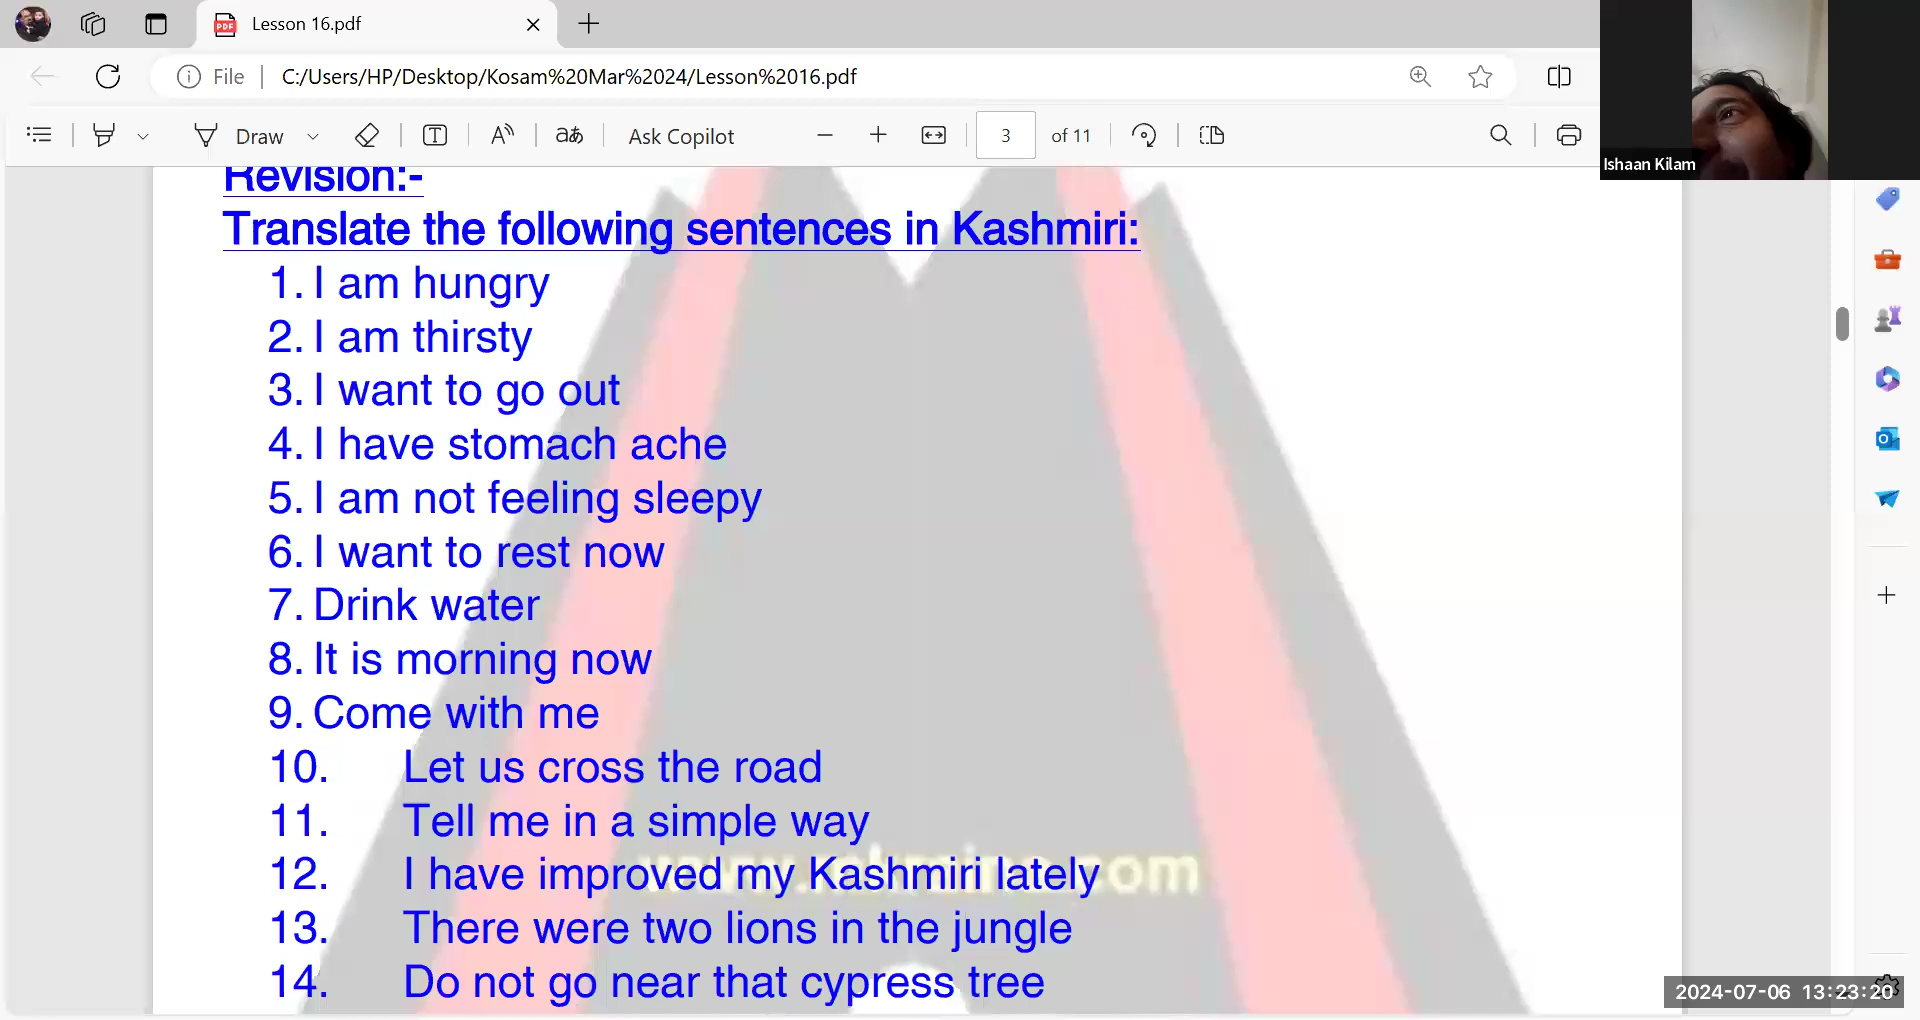 Lesson 16.pdf
File
C:/Users/HP/Desktop/Kosam%20Mar%2024/Lesson%2016.pdf
Draw
Ask Copilot
3 of 11
Ishaan Kilam
Revision:-
Translate the following sentences in Kashmiri:
1. I am hungry
2. I am thirsty
3. I want to go out
4. I have stomach ache
5. I am not feeling sleepy
6. I want to rest now
7. Drink water
8. It is morning now
9. Come with me
10. Let us cross the road
11. Tell me in a simple way
12. I have improved my Kashmiri lately
13. There were two lions in the jungle
14. Do not go near that cypress tree
2024-07-06 13:23:20